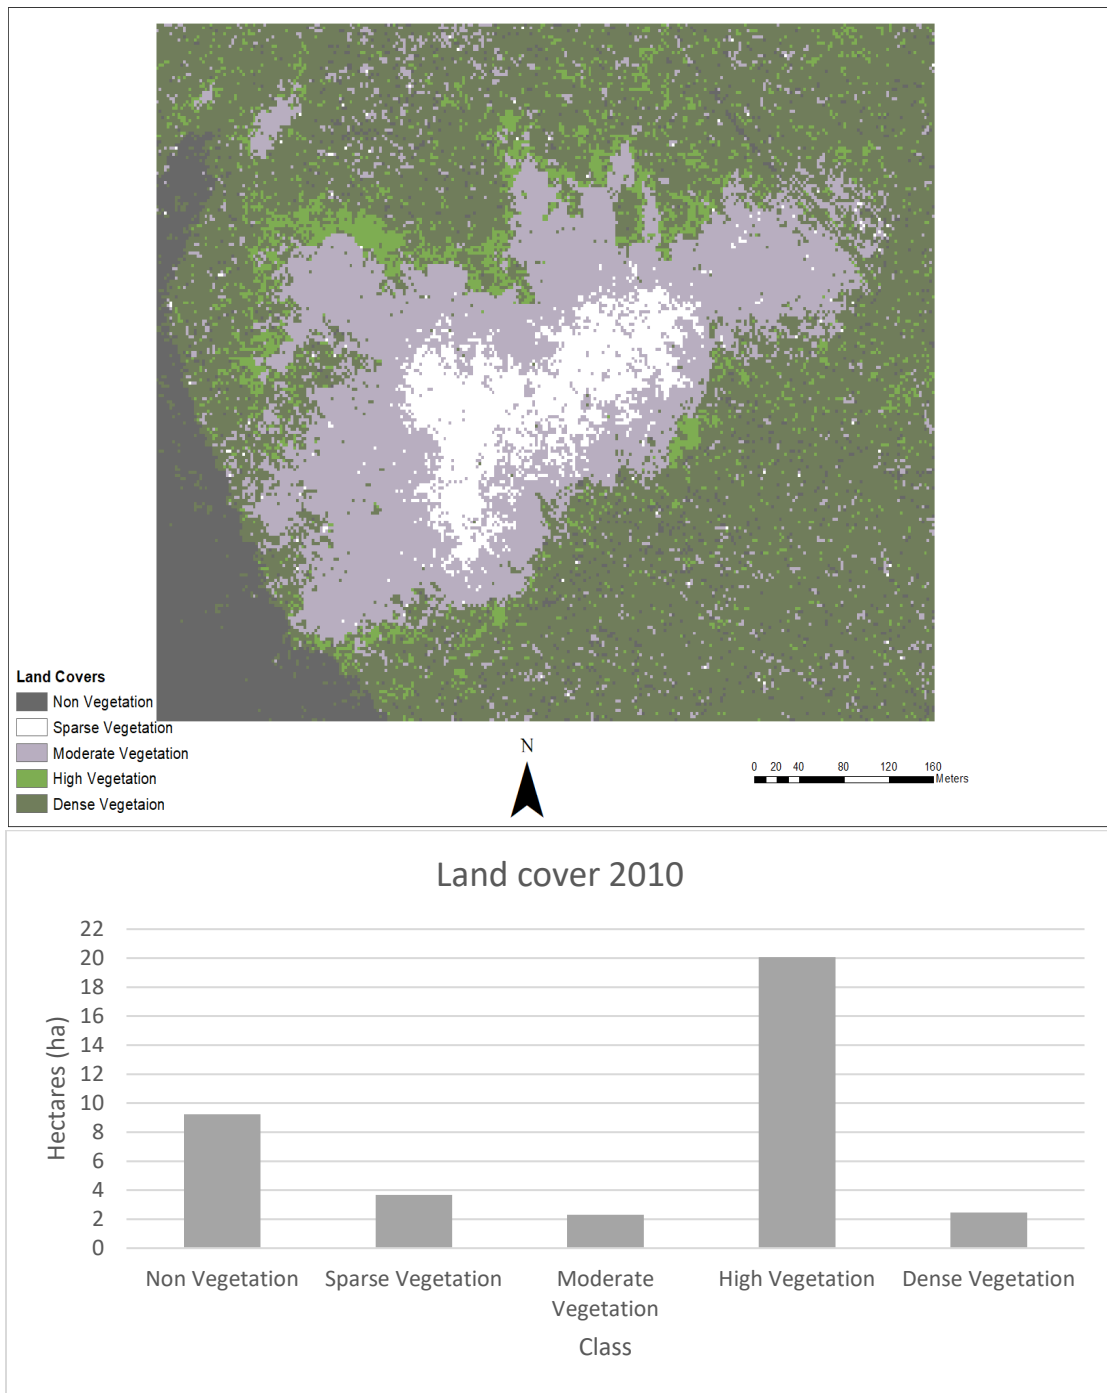 Land Covers
Non Vegetation
Sparse Vegetation
Moderate Vegetation
High Vegetation
Dense Vegetaion
N
0 20 40 80 120 160
Meters
Land cover 2010
Hectares (ha)
22
20
18
16
14
12
10
8
6
4
2
0
Non Vegetation
Sparse Vegetation
Moderate
Vegetation
High Vegetation
Dense Vegetation
Class